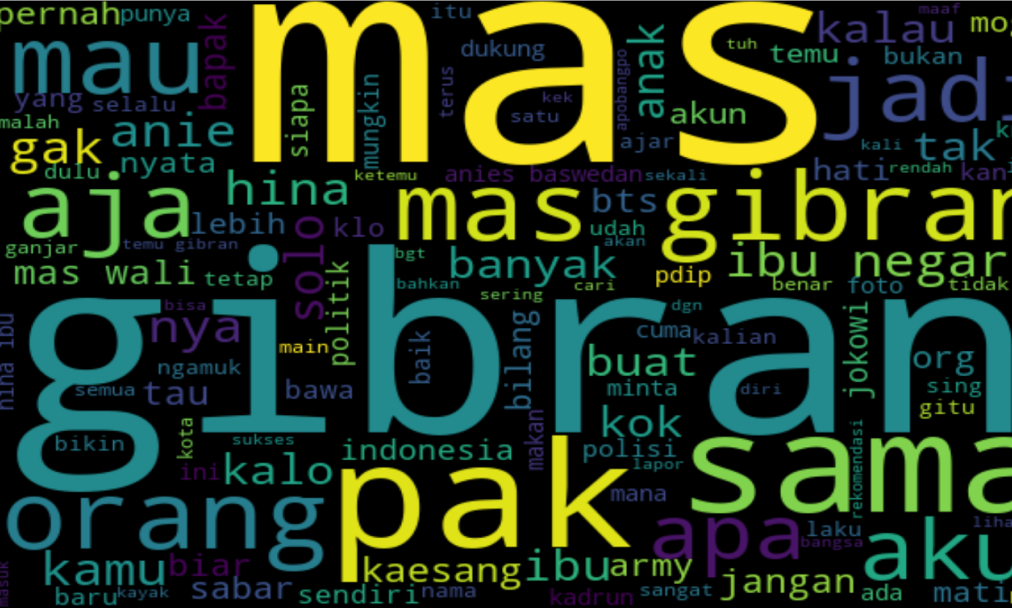 pernah punya
mas
itu
maaf
mau
bapak
siapa
mungkin
terus
dukung
kek
satu
apobangpo
anak
tuh
temu
akun
ajar
kalau
bukan
jadi
yang selalu
malah
anie
gak
nyata
dulu
kali
tak
hati
rendah
kan
ketemu
anies baswedan
sekali
aja
hina
lebih
solo
klo
mas gibran
bts
udah
akan
ganjar
temu gibran
mas wali
tetap
politik
bgt
banyak
bahkan
sering
cari
pdip
ibu negar
benar
foto
tidak
gibran
hina ibu
bisa
nya
ngamuk
main
semua
tau
bawa
baik
bilang
dgn
cuma
kalian
buat
minta
diri
jokowi
org
sing
gitu
bikin
kota
sukses
ini
kalo
indonesia
makan
kok
polisi
lapor
mana
sama
rekomendasi
orang
pak
apa
laku
bangsa
aku
masuk
kamu
biar
baru
kayak
sabar
sendiri
kaesang
nama
ibu
army
kadrun
sangat
jangan
ada
mati